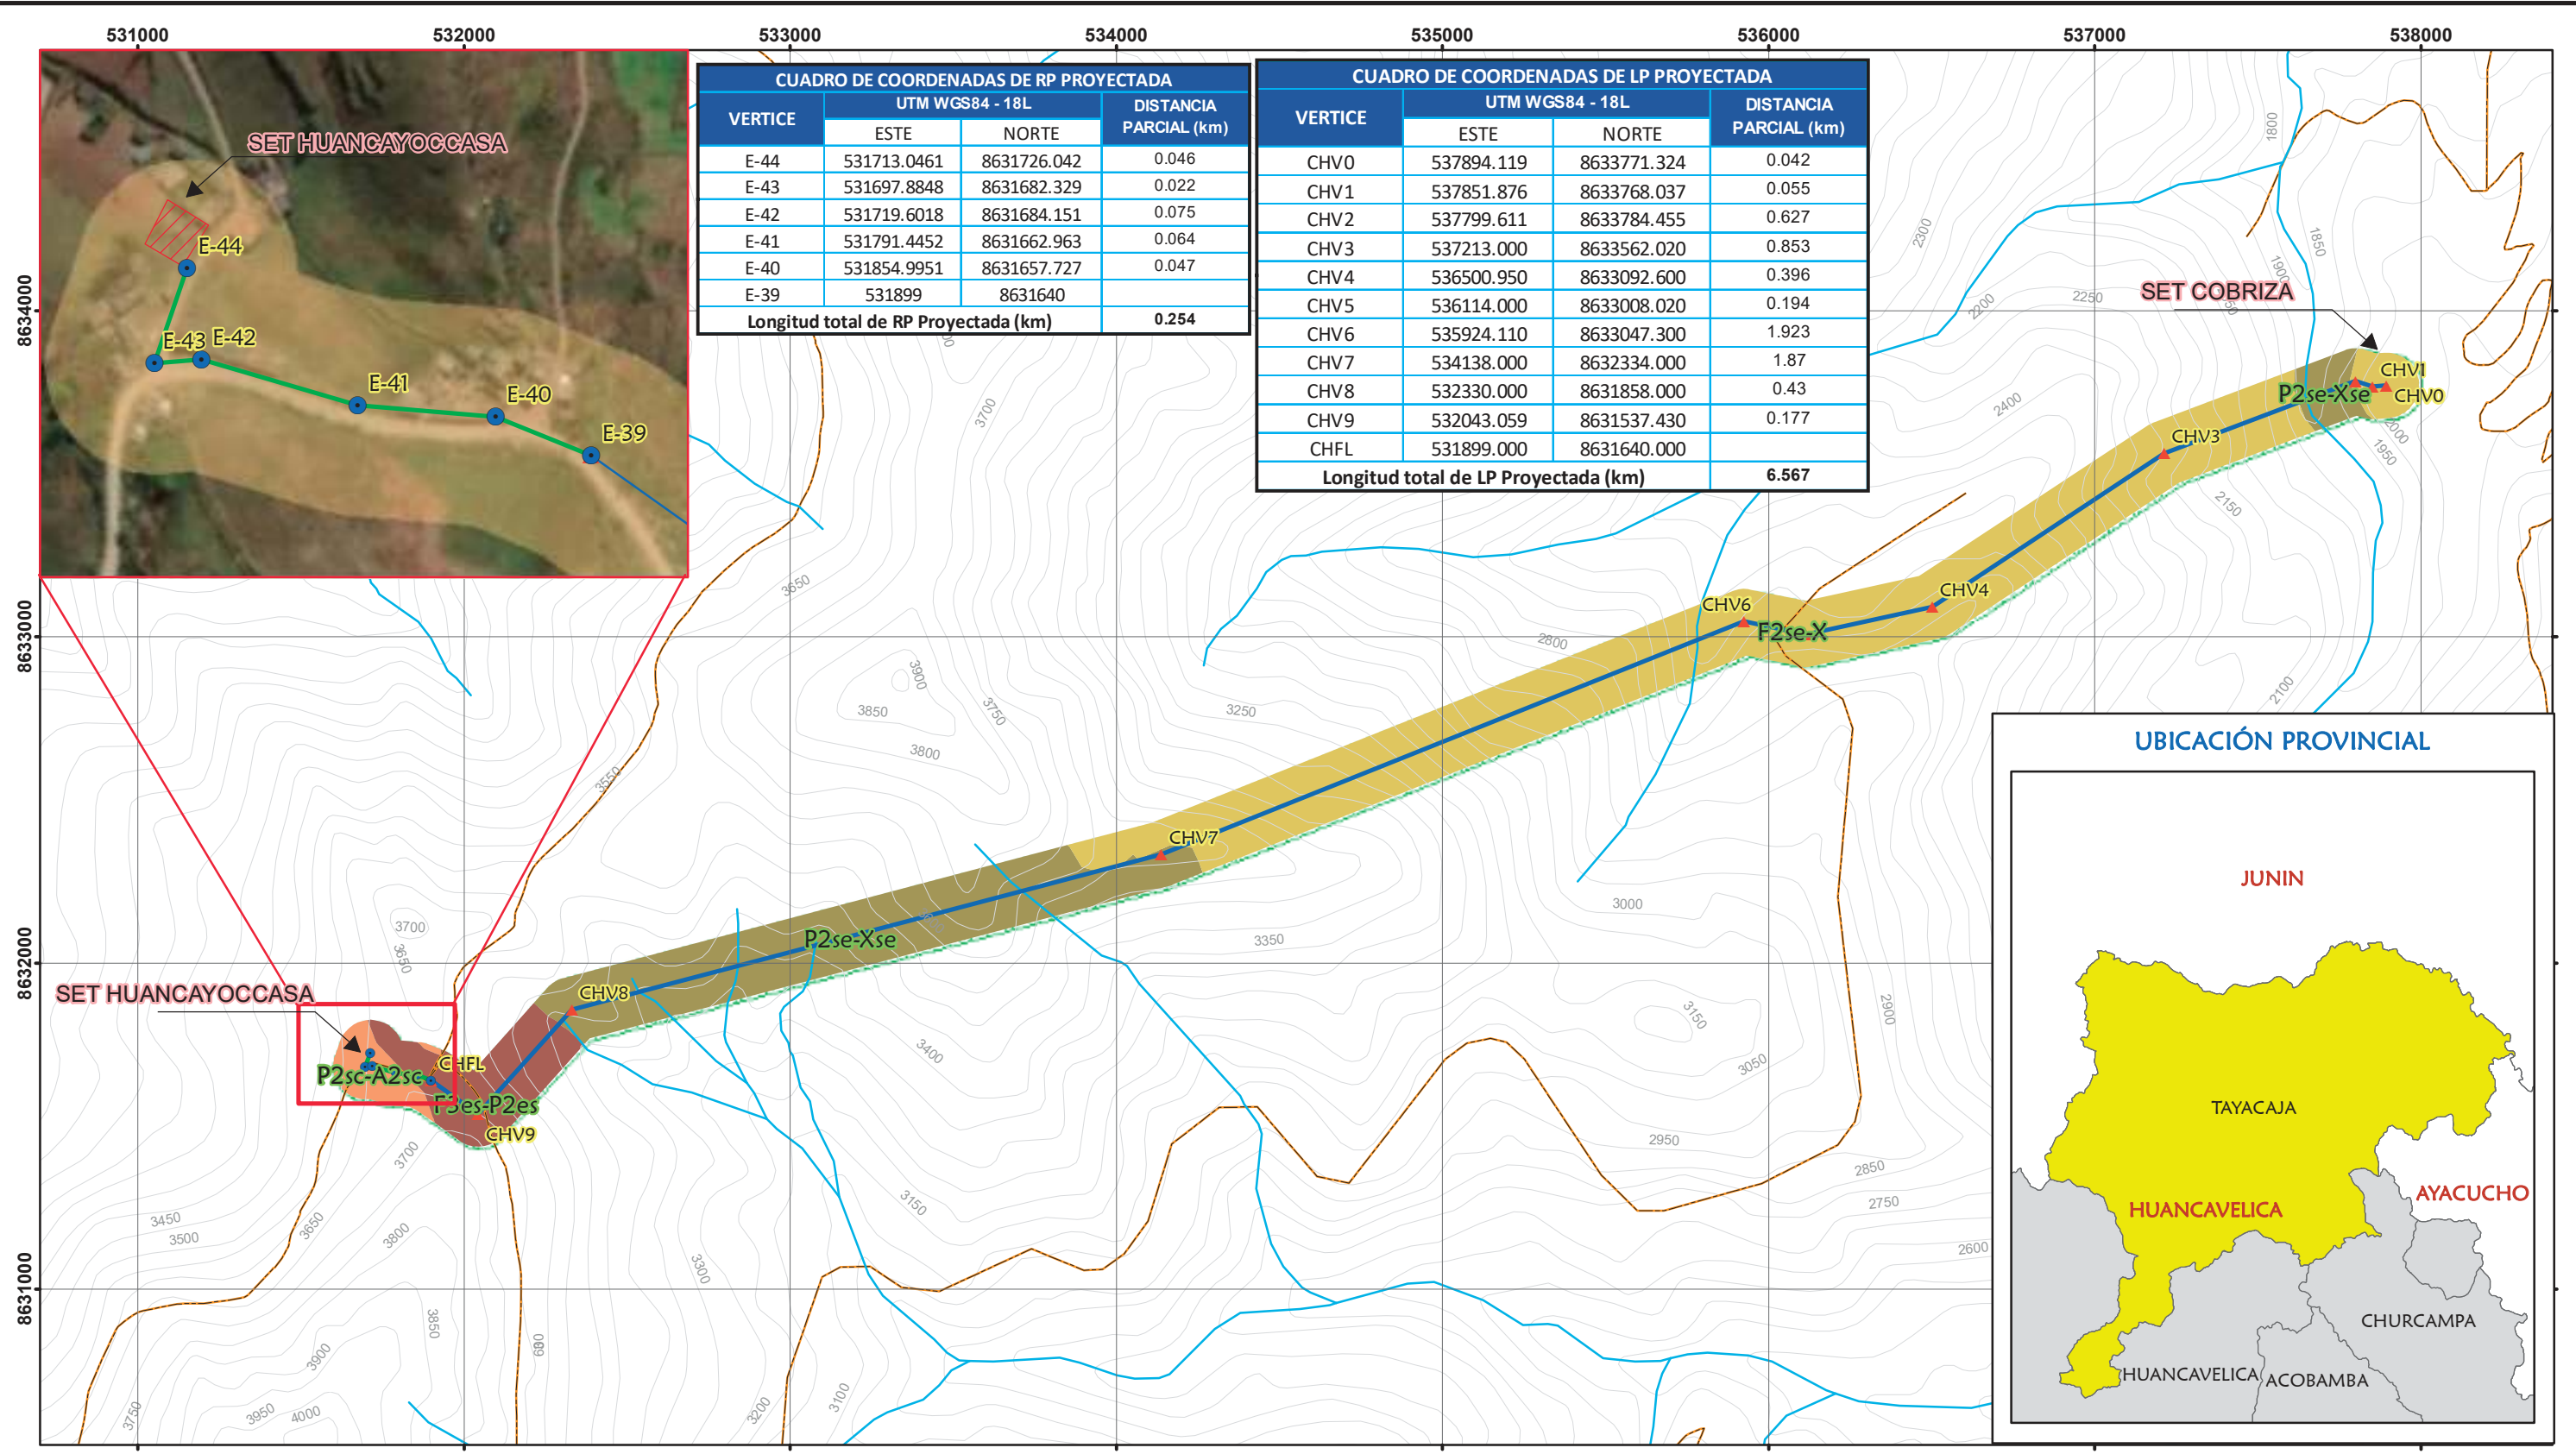 531000 532000 533000 534000 535000 536000 537000 538000
8634000
8633000
8632000
8631000
SET HUANCAYOCCASA
E-44
E-43 E-42
E-41
E-40
E-39
CUADRO DE COORDENADAS DE RP PROYECTADA
VERTICE UTM WGS84 - 18L DISTANCIA PARCIAL (km)
ESTE NORTE
E-44 531713.0461 8631726.042 0.046
E-43 531697.8848 8631682.329 0.022
E-42 531719.6018 8631684.151 0.075
E-41 531791.4452 8631662.963 0.064
E-40 531854.9951 8631657.727 0.047
E-39 531899 8631640
Longitud total de RP Proyectada (km) 0.254
CUADRO DE COORDENADAS DE LP PROYECTADA
VERTICE UTM WGS84 - 18L DISTANCIA PARCIAL (km)
ESTE NORTE
CHV0 537894.119 8633771.324 0.042
CHV1 537851.876 8633768.037 0.055
CHV2 537799.611 8633784.455 0.627
CHV3 537213.000 8633562.020 0.853
CHV4 536500.950 8633092.600 0.396
CHV5 536114.000 8633008.020 0.194
CHV6 535924.110 8633047.300 1.923
CHV7 534138.000 8632334.000 1.87
CHV8 532330.000 8631858.000 0.43
CHV9 532043.059 8631537.430 0.177
CHFL 531899.000 8631640.000
Longitud total de LP Proyectada (km) 6.567
1800
2300
1850
1900
2250
2200
SET COBRIZA
CHV1
P2se-Xse
CHV0
2400
2000
1950
CHV3
2150
3700
3650
CHV4
CHV6
F2se-X
2800
3900
3850
3750
3250
3800
2100
3550
CHV7
3000
3700
3650
P2se-Xse
3350
SET HUANCAYOCCASA
CHV8
3150
2900
3400
3050
CHFL
P2sc-A2sc
F3es-P2es
CHV9
3700
2950
2850
2750
2600
3450
3500
3650
3800
3150
3300
3850
3900
3750
3950
4000
3200
3100
UBICACIÓN PROVINCIAL
JUNIN
TAYACAJA
AYACUCHO
HUANCAVELICA
CHURCAMPA
HUANCAVELICA
ACOBAMBA